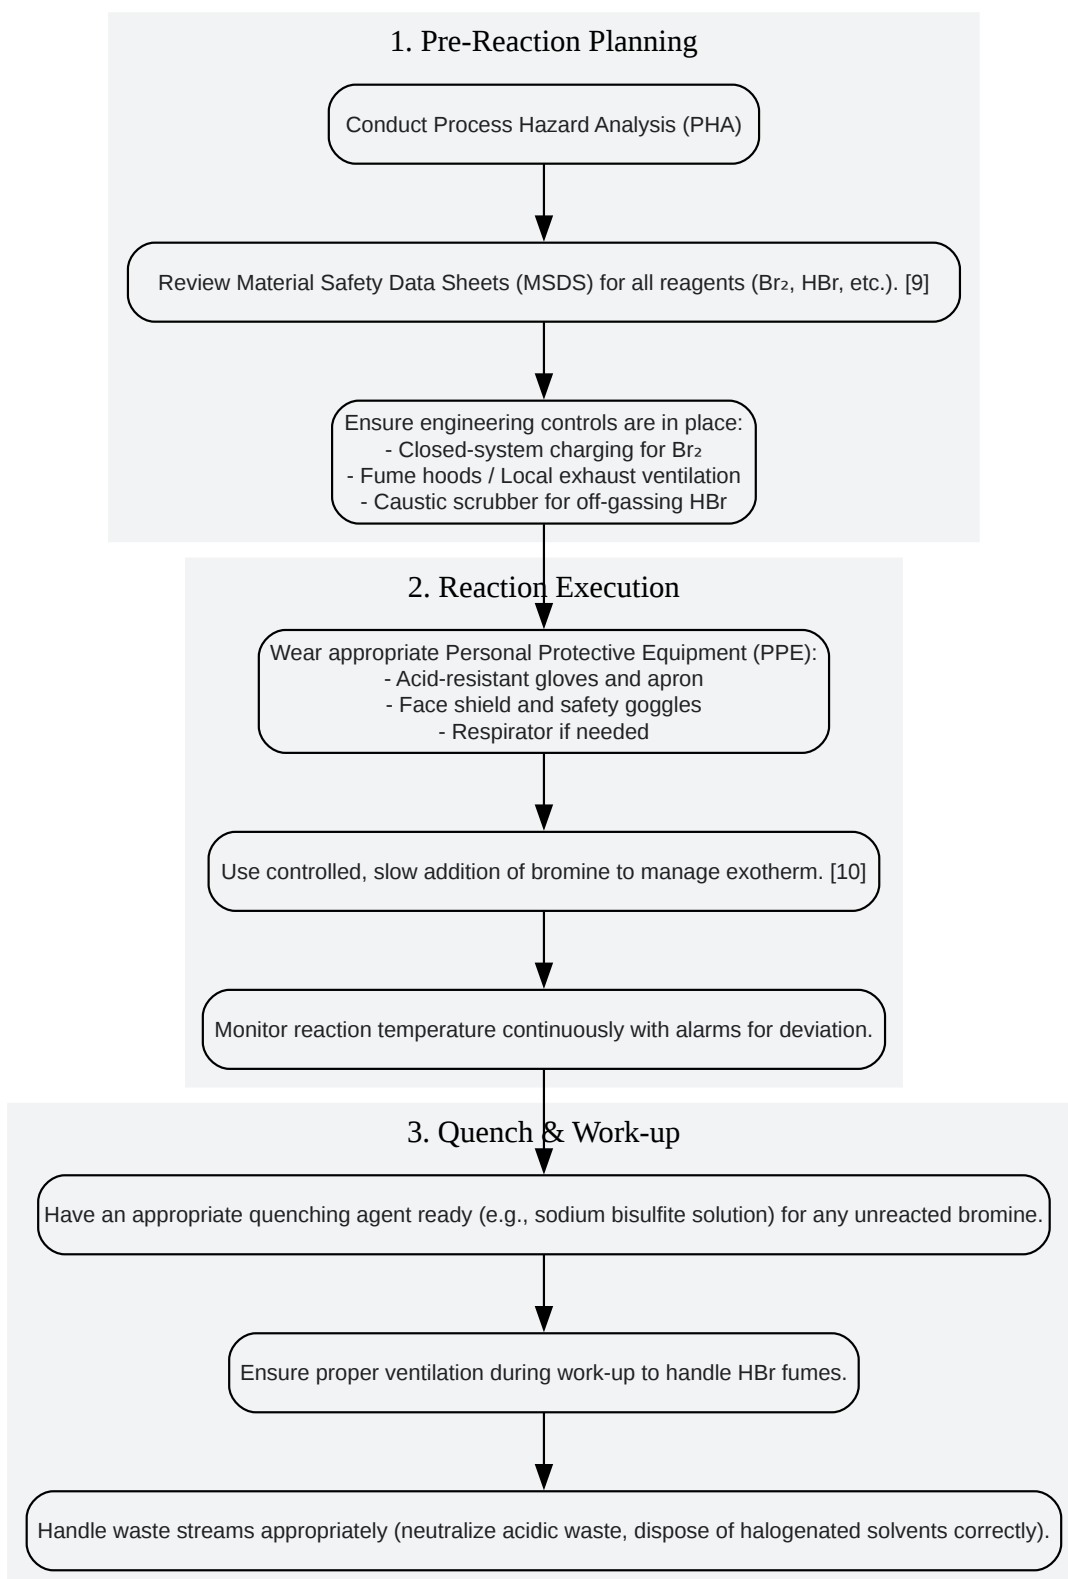 1. Pre-Reaction Planning
Conduct Process Hazard Analysis (PHA)
Review Material Safety Data Sheets (MSDS) for all reagents (Br₂, HBr, etc.). [9]
Ensure engineering controls are in place:
- Closed-system charging for Br₂
- Fume hoods / Local exhaust ventilation
- Caustic scrubber for off-gassing HBr
2. Reaction Execution
Wear appropriate Personal Protective Equipment (PPE):
- Acid-resistant gloves and apron
- Face shield and safety goggles
- Respirator if needed
Use controlled, slow addition of bromine to manage exotherm. [10]
Monitor reaction temperature continuously with alarms for deviation.
3. Quench & Work-up
Have an appropriate quenching agent ready (e.g., sodium bisulfite solution) for any unreacted bromine.
Ensure proper ventilation during work-up to handle HBr fumes.
Handle waste streams appropriately (neutralize acidic waste, dispose of halogenated solvents correctly).